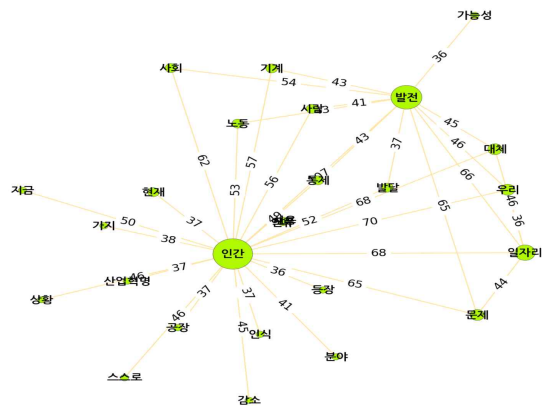 가능성
36
사회
기계
54
43
발전
사람
41
노동
45
43
46
37
대체
62
57
56
53
통제
발달
66
지금
현재
68
우리
46
50
37
52
70
36
가지
38
인간
68
일자리
37
36
46
산업혁명
37
등장
65
65
44
상황
46
공장
37
인식
41
문제
45
분야
스스로
감소